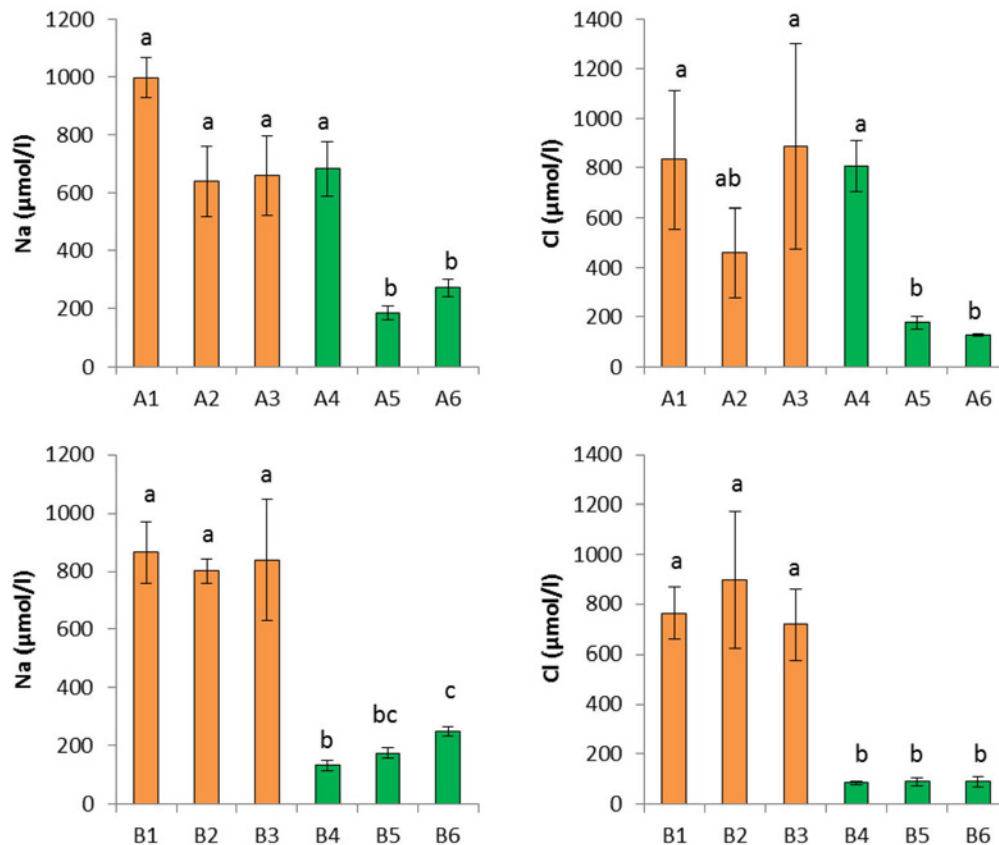 Na (µmol/l)
1200
1000
800
600
400
200
0
a
a
a
a
b
b
A1 A2 A3 A4 A5 A6
Cl (µmol/l)
1400
1200
1000
800
600
400
200
0
a
ab
a
a
b
b
A1 A2 A3 A4 A5 A6
Na (µmol/l)
1200
1000
800
600
400
200
0
a
a
a
b
bc
c
B1 B2 B3 B4 B5 B6
Cl (µmol/l)
1400
1200
1000
800
600
400
200
0
a
a
a
b
b
b
B1 B2 B3 B4 B5 B6